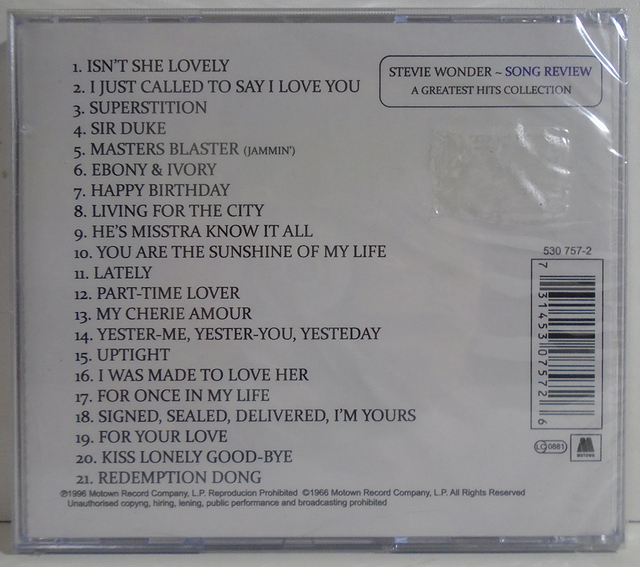 1. ISN'T SHE LOVELY
2. I JUST CALLED TO SAY I LOVE YOU
3. SUPERSTITION
4. SIR DUKE
5. MASTERS BLASTER (JAMMIN')
6. EBONY & IVORY
7. HAPPY BIRTHDAY
8. LIVING FOR THE CITY
9. HE'S MISSTRA KNOW IT ALL
10. YOU ARE THE SUNSHINE OF MY LIFE
11. LATELY
12. PART-TIME LOVER
13. MY CHERIE AMOUR
14. YESTER-ME, YESTER-YOU, YESTEDAY
15. UPTIGHT
16. I WAS MADE TO LOVE HER
17. FOR ONCE IN MY LIFE
18. SIGNED, SEALED, DELIVERED, I'M YOURS
19. FOR YOUR LOVE
20. KISS LONELY GOOD-BYE
21. REDEMPTION DONG
STEVIE WONDER ~ SONG REVIEW
A GREATEST HITS COLLECTION
530 757-2
7 31453 07572 6
LC 0881
MOTOWN
℗1996 Motown Record Company, L.P. Reproducion Prohibited ©1966 Motown Record Company, L.P. All Rights Reserved
Unauthorised copyng, hiring, lening, public performance and broadcasting prohibited